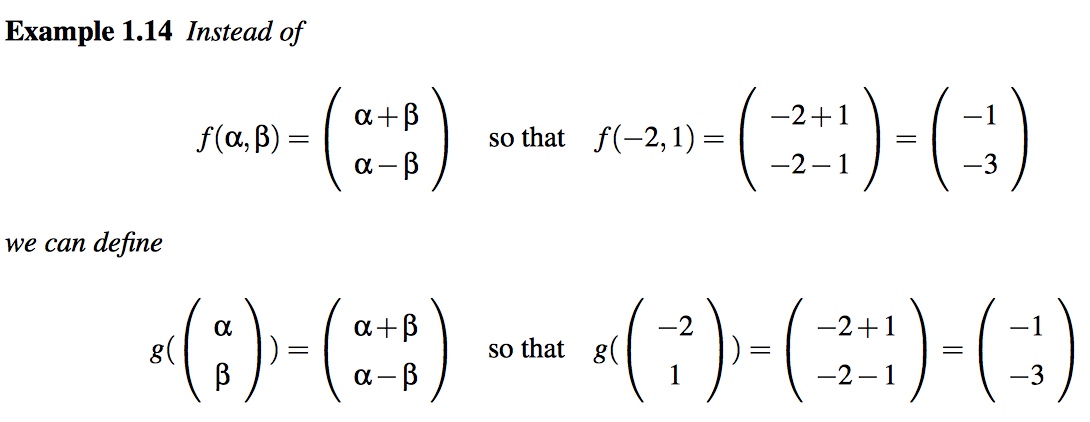 Example 1.14 Instead of
f(α,β) = ( α+β
α−β ) so that f(−2,1) = ( −2+1
−2−1 ) = ( −1
−3 )
we can define
g( ( α
β ) ) = ( α+β
α−β ) so that g( ( −2
1 ) ) = ( −2+1
−2−1 ) = ( −1
−3 )